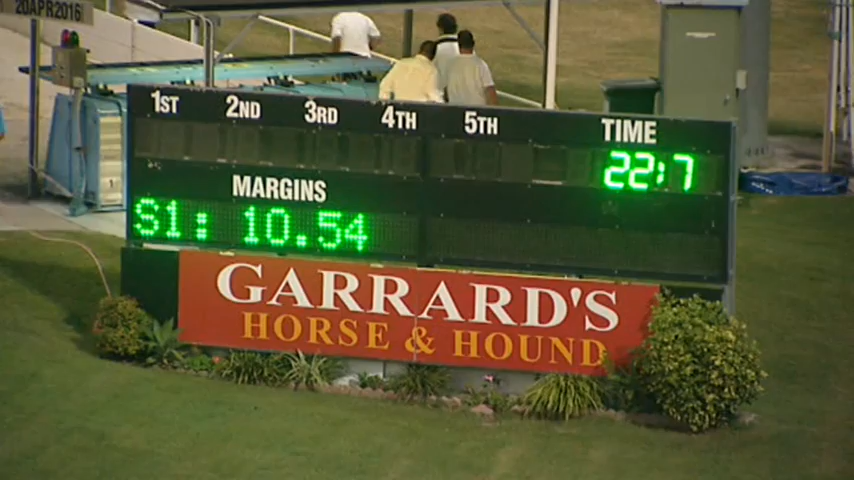 20APR2016
1ST 2ND 3RD 4TH 5TH TIME
22:7
MARGINS
S1: 10.54
GARRARD'S
HORSE & HOUND